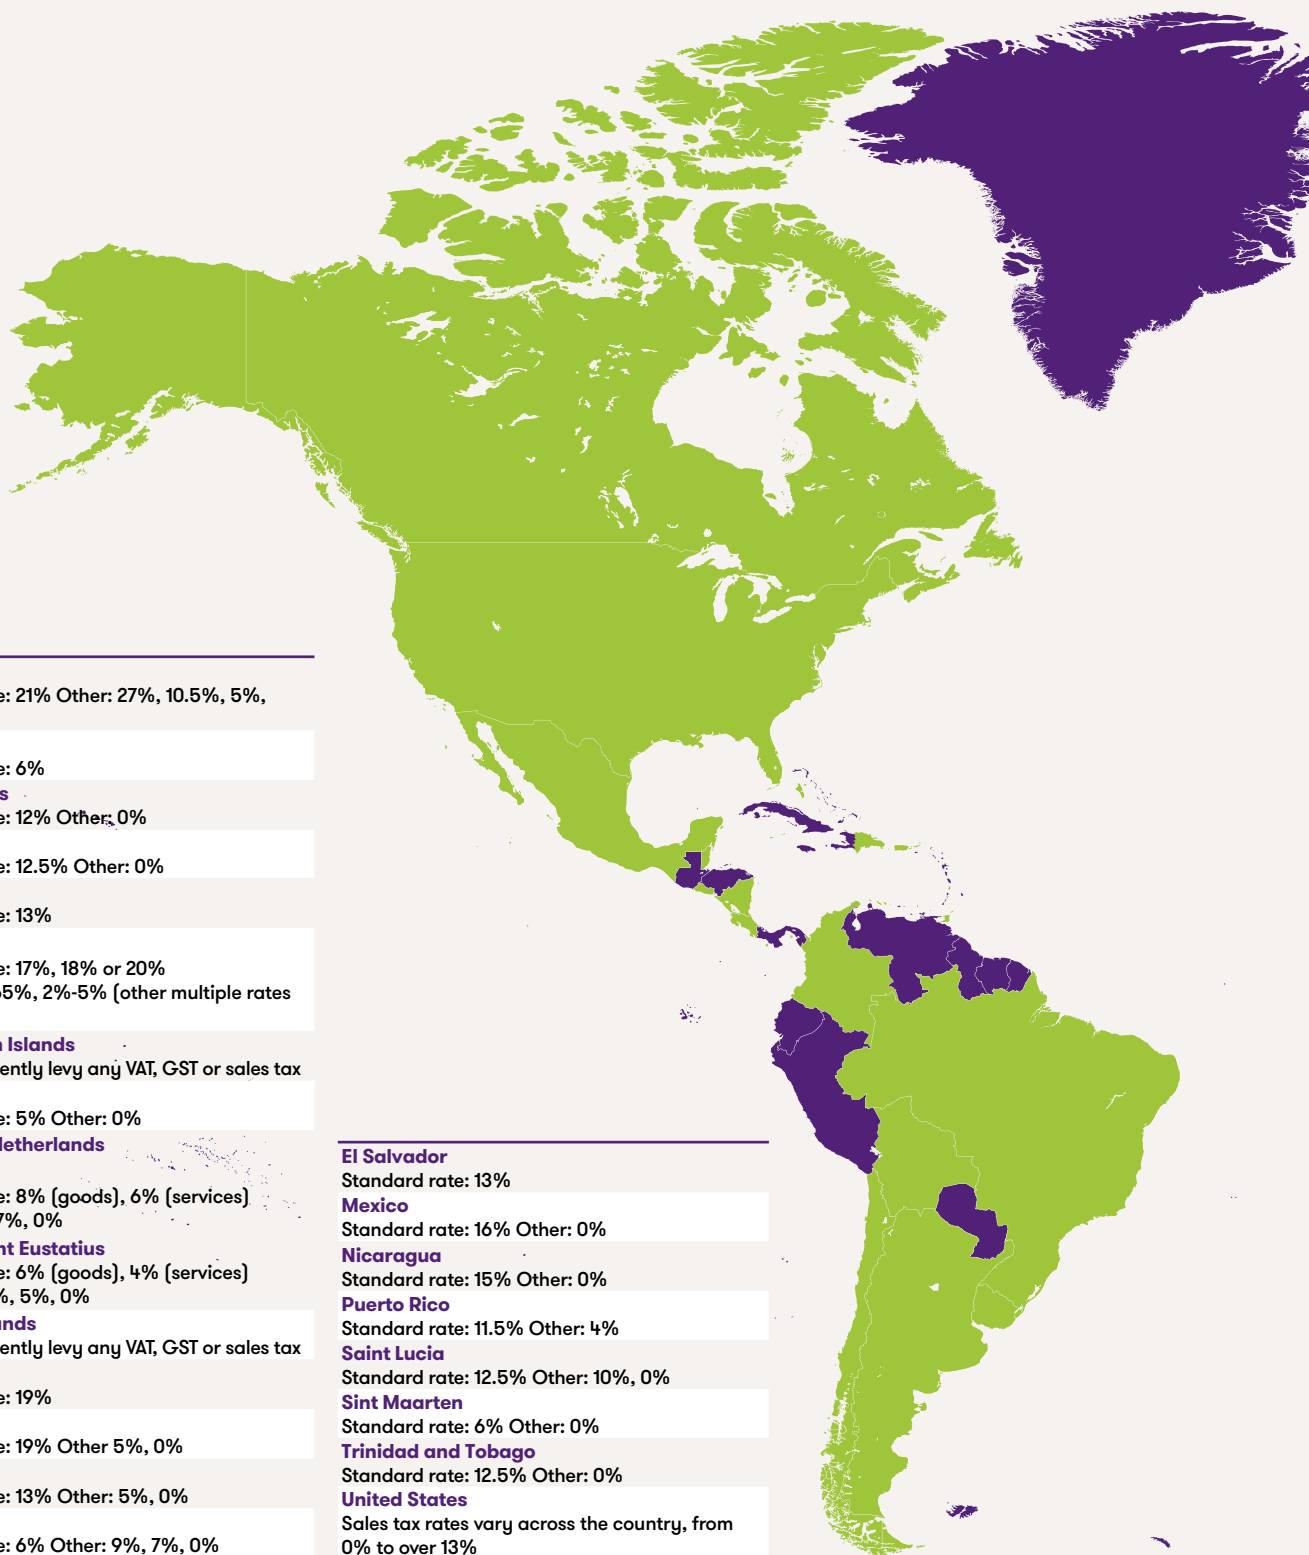 e: 21% Other: 27%, 10.5%, 5%,
e: 6%
s
e: 12% Other: 0%
e: 12.5% Other: 0%
e: 13%
e: 17%, 18% or 20%
65%, 2%-5% (other multiple rates
n Islands
ently levy any VAT, GST or sales tax
e: 5% Other: 0%
Netherlands
e: 8% (goods), 6% (services)
7%, 0%
nt Eustatius
e: 6% (goods), 4% (services)
%, 5%, 0%
ands
ently levy any VAT, GST or sales tax
e: 19%
e: 19% Other 5%, 0%
e: 13% Other: 5%, 0%
e: 6% Other: 9%, 7%, 0%
El Salvador
Standard rate: 13%
Mexico
Standard rate: 16% Other: 0%
Nicaragua
Standard rate: 15% Other: 0%
Puerto Rico
Standard rate: 11.5% Other: 4%
Saint Lucia
Standard rate: 12.5% Other: 10%, 0%
Sint Maarten
Standard rate: 6% Other: 0%
Trinidad and Tobago
Standard rate: 12.5% Other: 0%
United States
Sales tax rates vary across the country, from
0% to over 13%